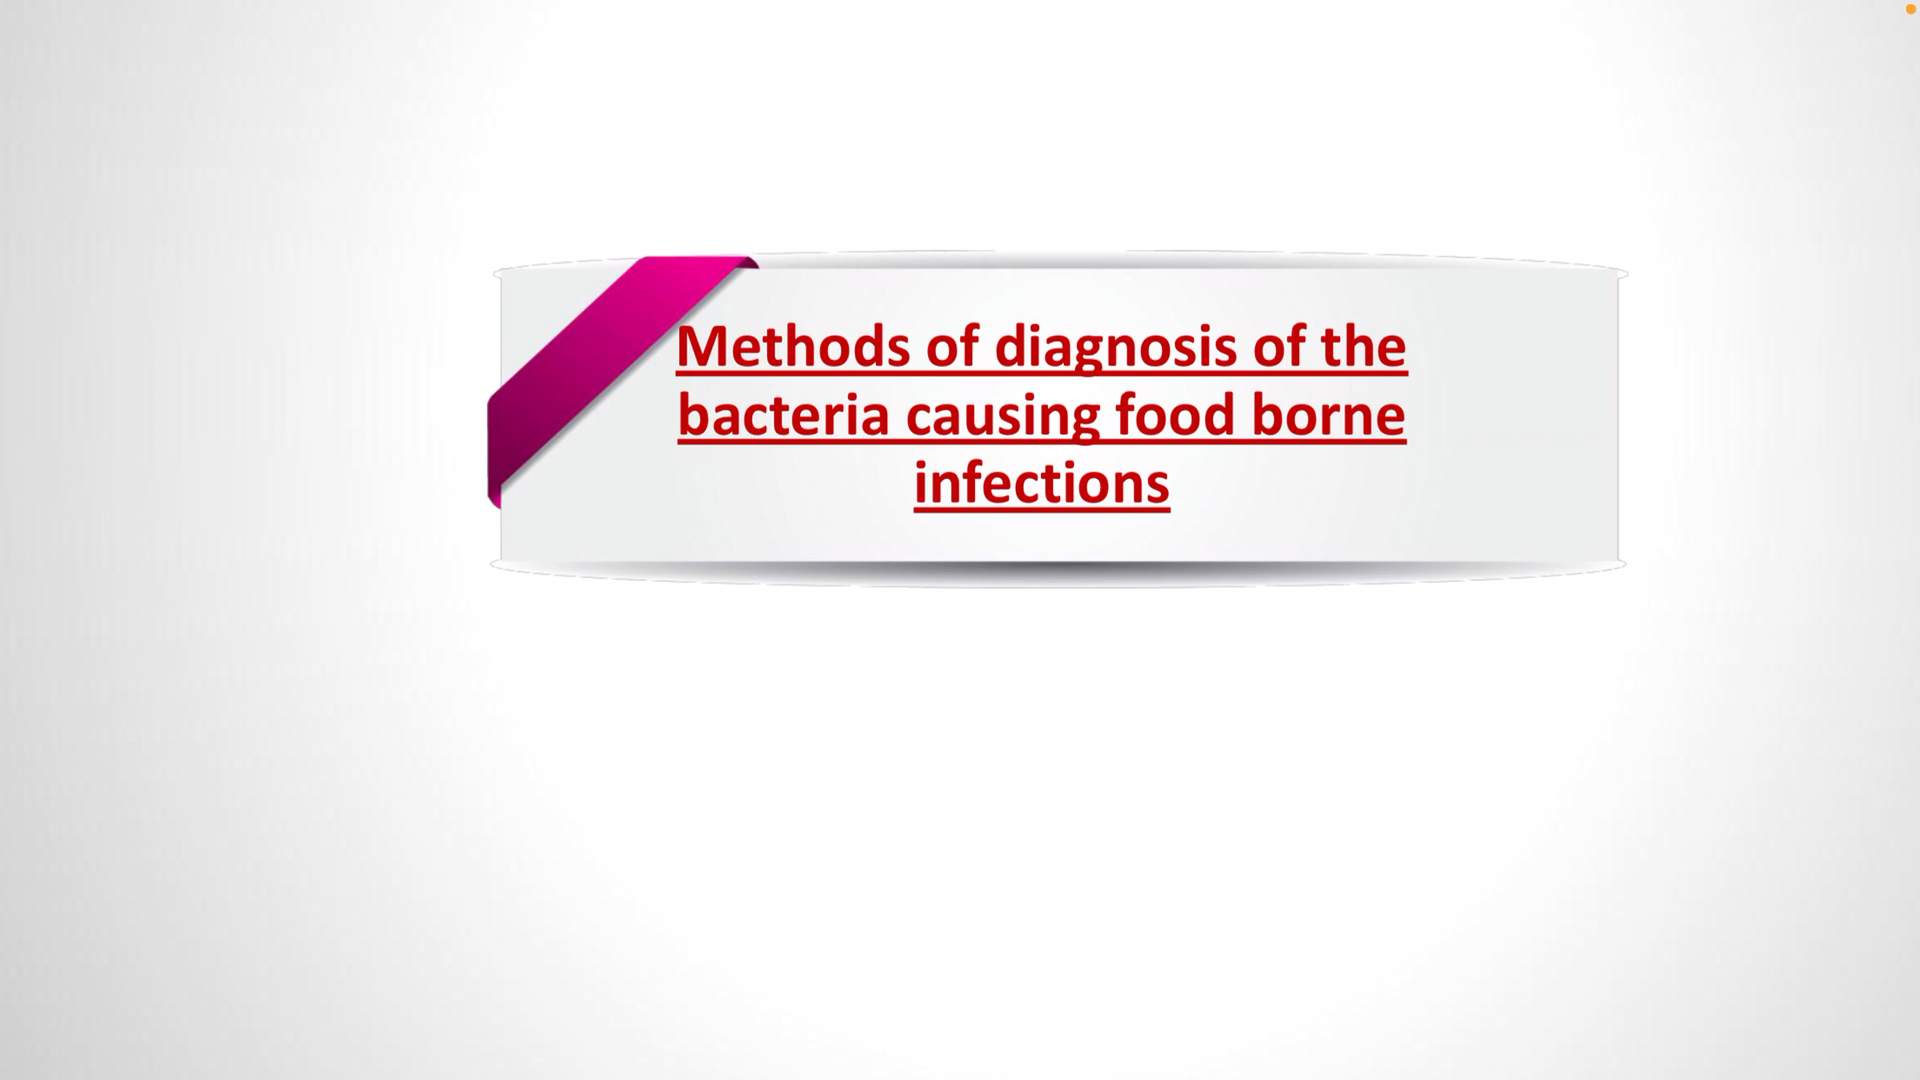 Methods of diagnosis of the
bacteria causing food borne
infections